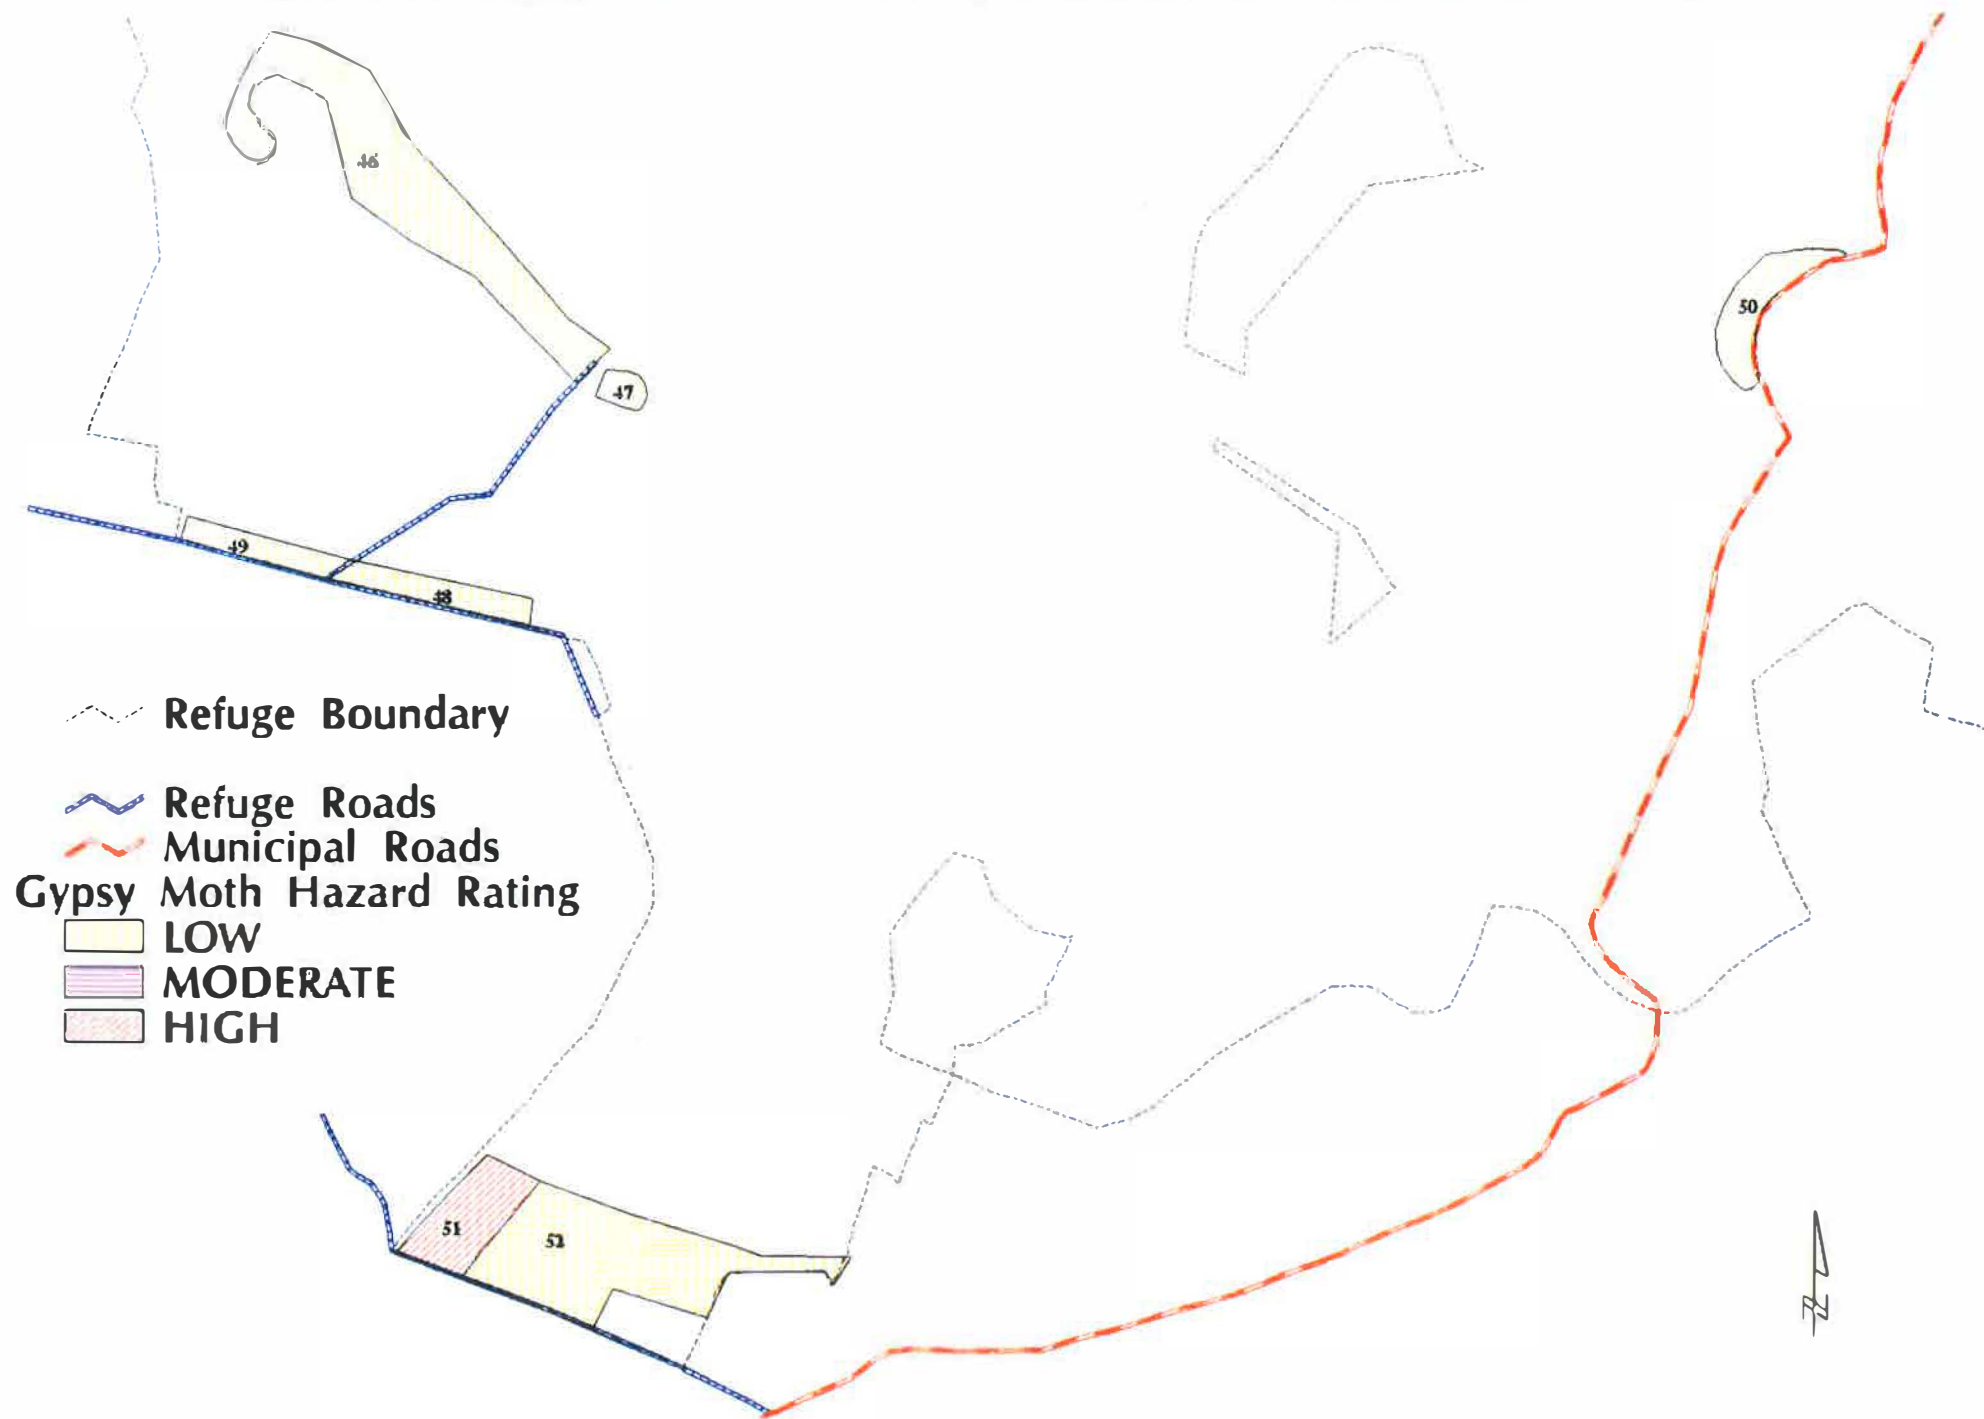 46
50
47
49
48
Refuge Boundary
Refuge Roads
Municipal Roads
Gypsy Moth Hazard Rating
LOW
MODERATE
HIGH
51
52
N